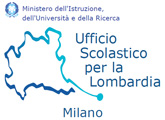 Ministero dell'Istruzione,
dell'Università e della Ricerca
Ufficio
Scolastico
per la
Lombardia
Milano